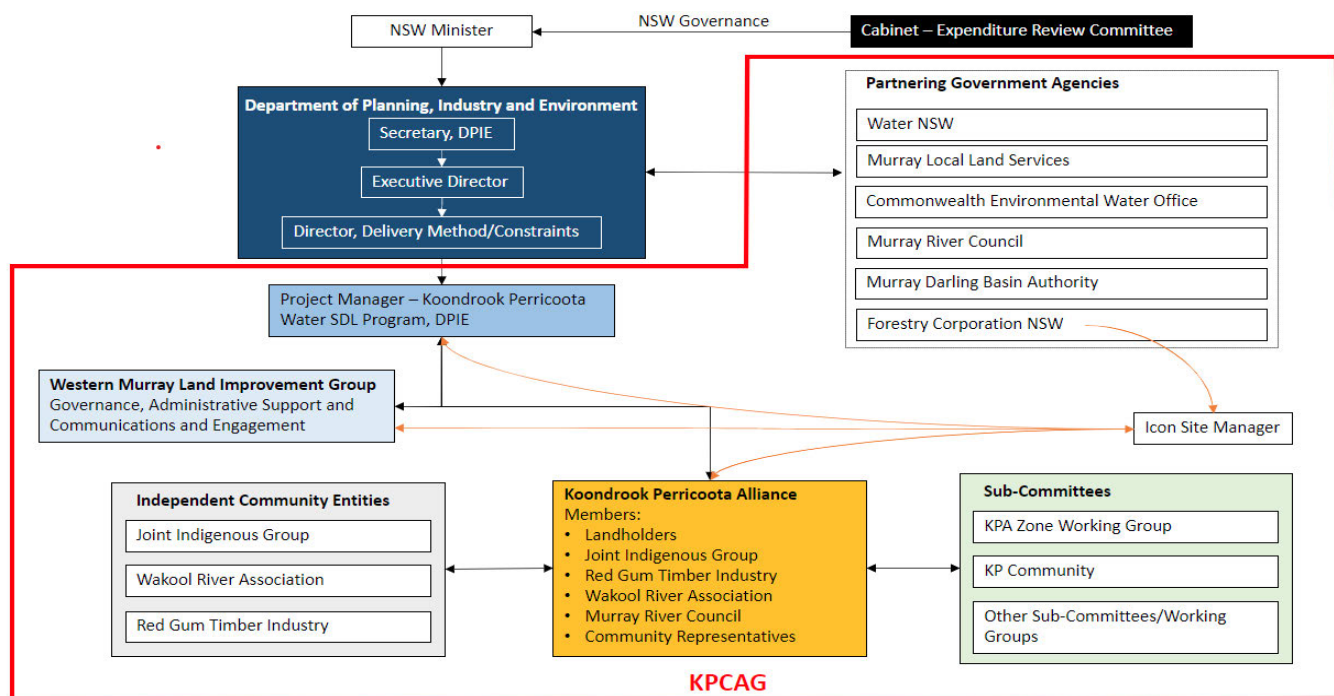 NSW Minister
NSW Governance
Cabinet – Expenditure Review Committee
Department of Planning, Industry and Environment
Secretary, DPIE
Executive Director
Director, Delivery Method/Constraints
Partnering Government Agencies
Water NSW
Murray Local Land Services
Commonwealth Environmental Water Office
Murray River Council
Murray Darling Basin Authority
Forestry Corporation NSW
Project Manager – Koondrook Perricoota
Water SDL Program, DPIE
Western Murray Land Improvement Group
Governance, Administrative Support and
Communications and Engagement
Icon Site Manager
Independent Community Entities
Joint Indigenous Group
Wakool River Association
Red Gum Timber Industry
Koondrook Perricoota Alliance
Members:
• Landholders
• Joint Indigenous Group
• Red Gum Timber Industry
• Wakool River Association
• Murray River Council
• Community Representatives
Sub-Committees
KPA Zone Working Group
KP Community
Other Sub-Committees/Working
Groups
KPCAG